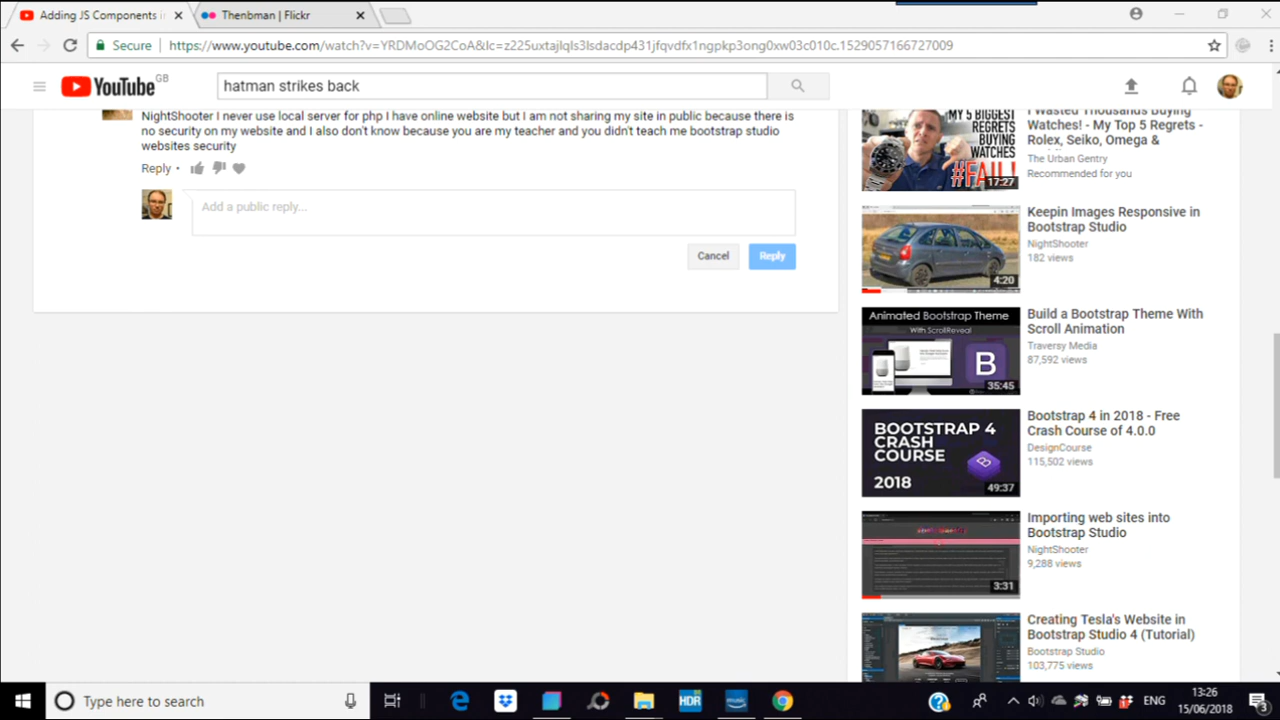 Adding JS Components i
Thenbman | Flickr
Secure
https://www.youtube.com/watch?v=YRDMoOG2CoA&lc=z225uxtajlqls3lsdacdp431jfqvdfx1ngpkp3ong0xw03c010c.1529057166727009
YouTube GB
hatman strikes back
NightShooter I never use local server for php I have online website but I am not sharing my site in public because there is
no security on my website and I also don't know because you are my teacher and you didn't teach me bootstrap studio
websites security
Reply •
Add a public reply...
Cancel
Reply
MY 5 BIGGEST
REGRETS
BUYING
WATCHES
#FAIL!
17:27
I Wasted Thousands Buying
Watches! - My Top 5 Regrets -
Rolex, Seiko, Omega &
The Urban Gentry
Recommended for you
4:20
Keepin Images Responsive in
Bootstrap Studio
NightShooter
182 views
Animated Bootstrap Theme
With ScrollReveal
B
35:45
Build a Bootstrap Theme With
Scroll Animation
Traversy Media
87,592 views
BOOTSTRAP 4
CRASH
COURSE
2018
49:37
Bootstrap 4 in 2018 - Free
Crash Course of 4.0.0
DesignCourse
115,502 views
3:31
Importing web sites into
Bootstrap Studio
NightShooter
9,288 views
Creating Tesla's Website in
Bootstrap Studio 4 (Tutorial)
Bootstrap Studio
103,775 views
Type here to search
HDR
ENG
13:26
15/06/2018
3